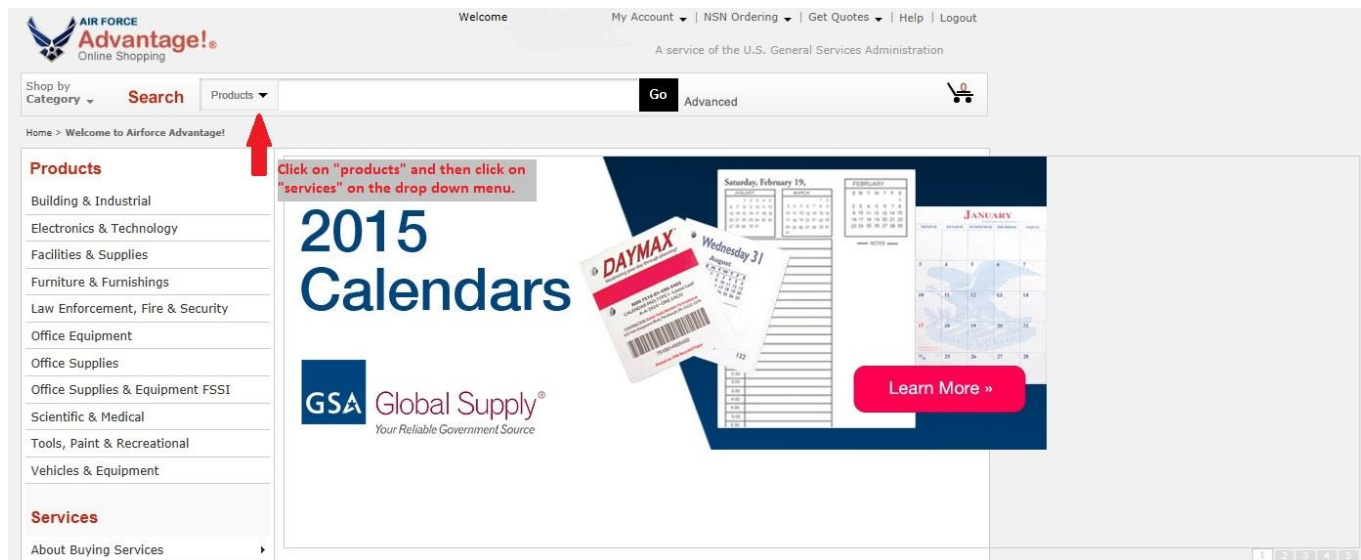 AIR FORCE
Advantage!®
Online Shopping
Welcome
My Account | NSN Ordering | Get Quotes | Help | Logout
A service of the U.S. General Services Administration
Shop by
Category
Search
Products
Go
Advanced
0
Home > Welcome to Airforce Advantage!
Products
Building & Industrial
Electronics & Technology
Facilities & Supplies
Furniture & Furnishings
Law Enforcement, Fire & Security
Office Equipment
Office Supplies
Office Supplies & Equipment FSSI
Scientific & Medical
Tools, Paint & Recreational
Vehicles & Equipment
Services
About Buying Services
Click on "products" and then click on
"services" on the drop down menu.
2015
Calendars
GSA Global Supply®
Your Reliable Government Source
DAYMAX
Wednesday 31
August
122
Saturday, February 19,
JANUARY
MARCH
FEBRUARY
NOTES
JANUARY
Learn More »
1 2 3 4 5